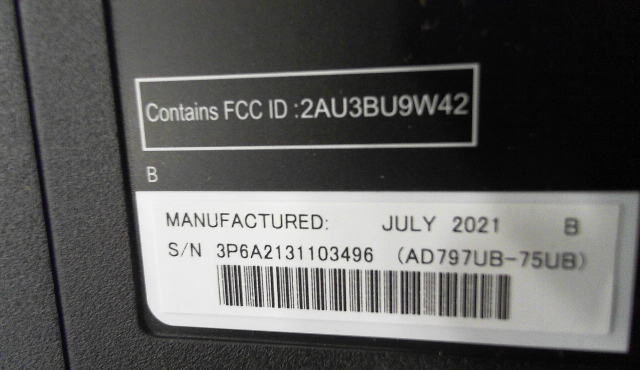 Contains FCC ID :2AU3BU9W42
B
MANUFACTURED: JULY 2021 B
S/N 3P6A2131103496 (AD797UB-75UB)